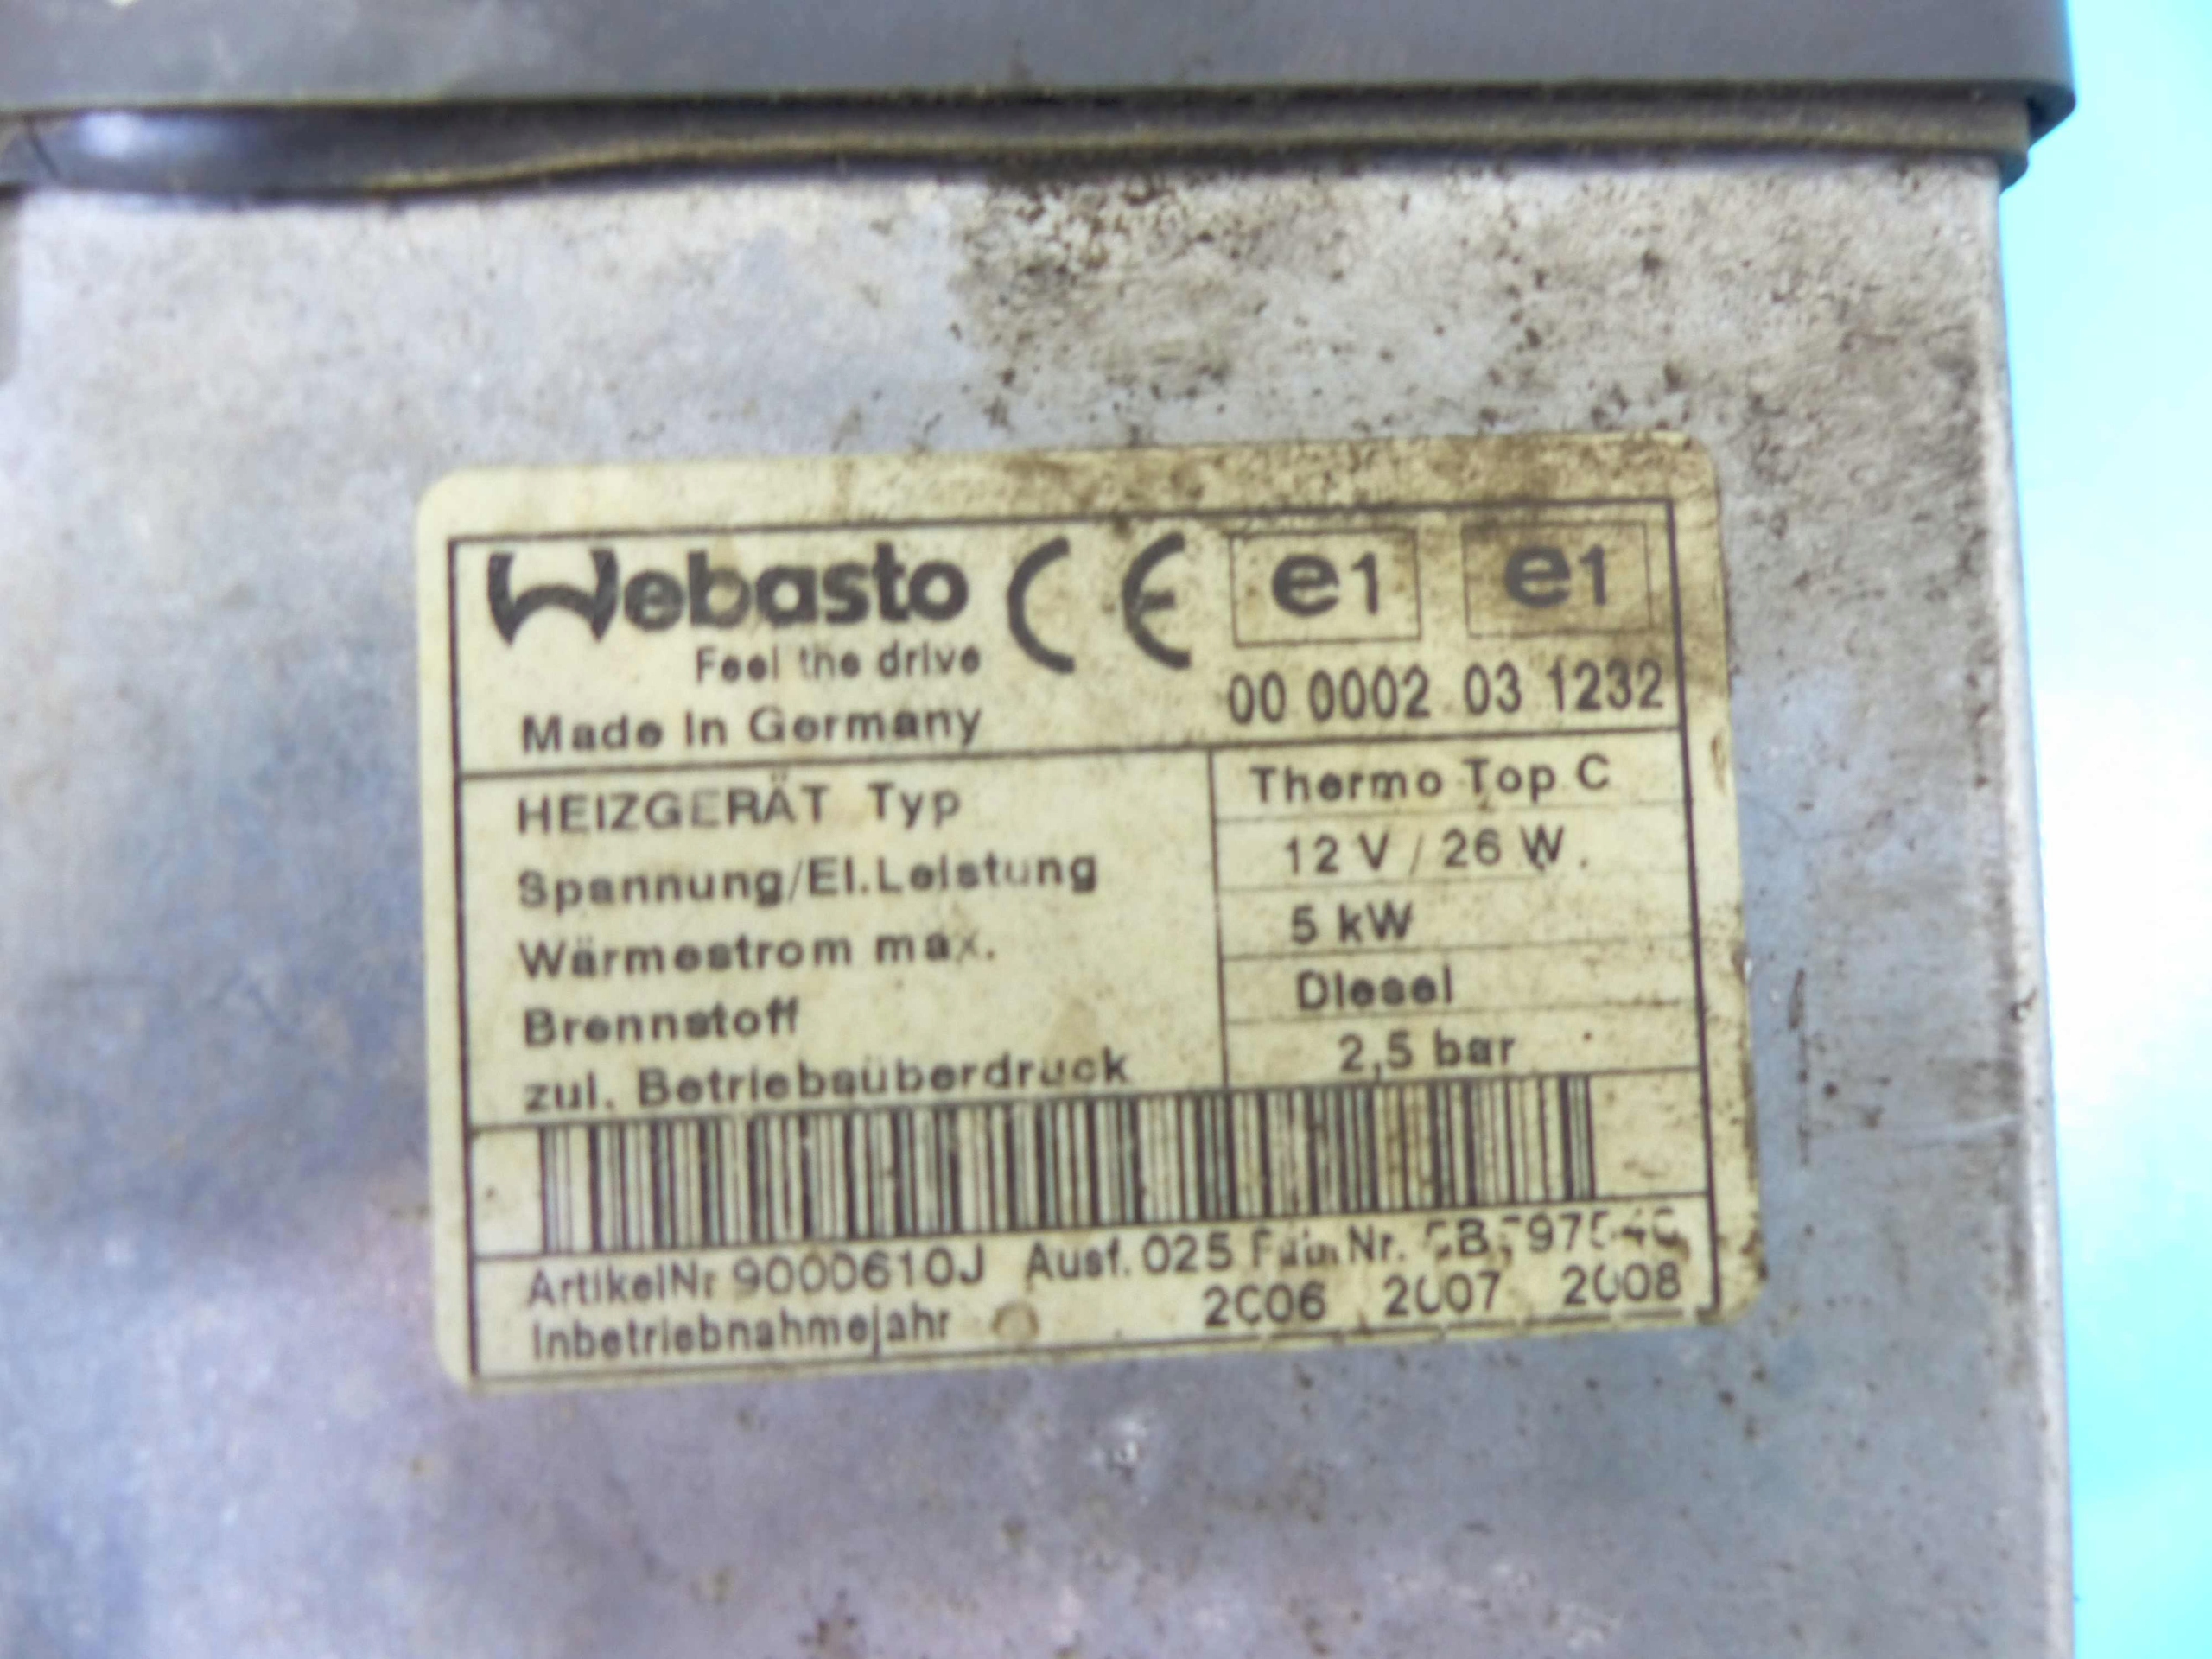 Webasto CE e1 e1
Feel the drive
00 0002 03 1232
Made In Germany
HEIZGERÄT Typ Thermo Top C
Spannung/El.Leistung 12 V / 26 W
Wärmestrom max. 5 kW
Brennstoff Diesel
zul. Betriebsüberdruck 2,5 bar
ArtikelNr 9000610J Ausf. 025
Inbetriebnahmejahr 2006 2007 2008